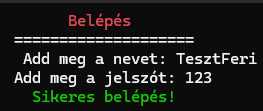 Belépés
====================
Add meg a nevet: TesztFeri
Add meg a jelszót: 123
Sikeres belépés!